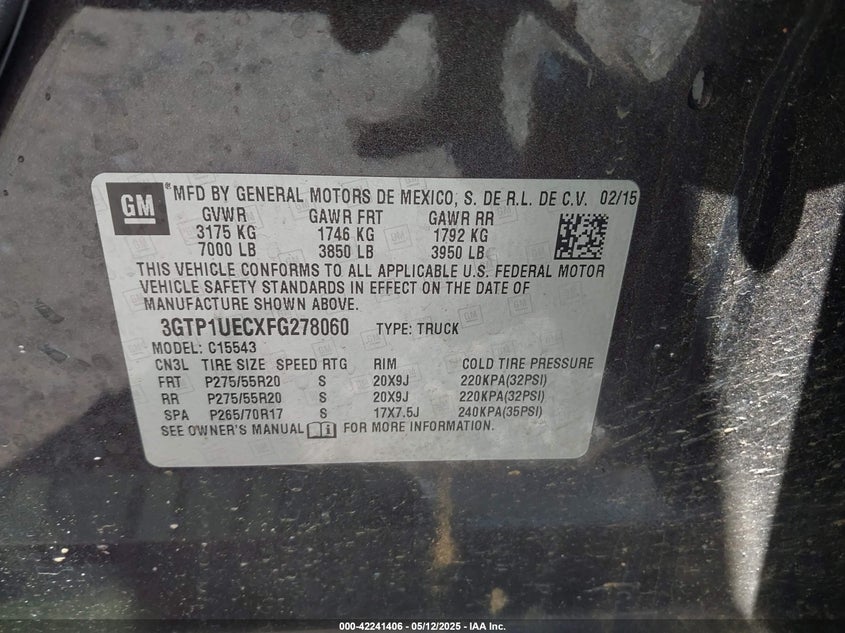 GM ® MFD BY GENERAL MOTORS DE MEXICO, S. DE R.L. DE C.V. 02/15
GVWR GAWR FRT GAWR RR
3175 KG 1746 KG 1792 KG
7000 LB 3850 LB 3950 LB
THIS VEHICLE CONFORMS TO ALL APPLICABLE U.S. FEDERAL MOTOR
VEHICLE SAFETY STANDARDS IN EFFECT ON THE DATE OF
MANUFACTURE SHOWN ABOVE.
3GTP1UECXFG278060 TYPE: TRUCK
MODEL: C15543
CN3L TIRE SIZE SPEED RTG RIM COLD TIRE PRESSURE
FRT P275/55R20 S 20X9J 220KPA(32PSI)
RR P275/55R20 S 20X9J 220KPA(32PSI)
SPA P265/70R17 S 17X7.5J 240KPA(35PSI)
SEE OWNER'S MANUAL FOR MORE INFORMATION.
000-42241406 - 05/12/2025 - IAA Inc.